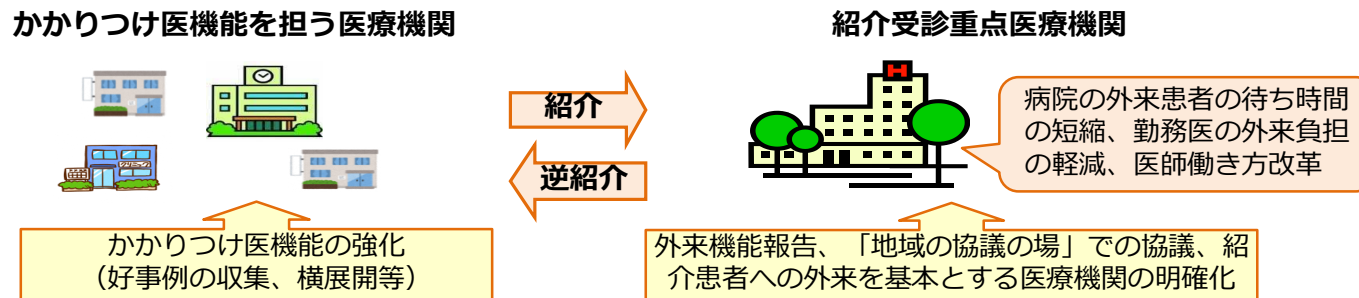 かかりつけ医機能を担う医療機関
紹介受診重点医療機関
紹介
逆紹介
病院の外来患者の待ち時間
の短縮、勤務医の外来負担
の軽減、医師働き方改革
かかりつけ医機能の強化
（好事例の収集、横展開等）
外来機能報告、「地域の協議の場」での協議、紹
介患者への外来を基本とする医療機関の明確化
H